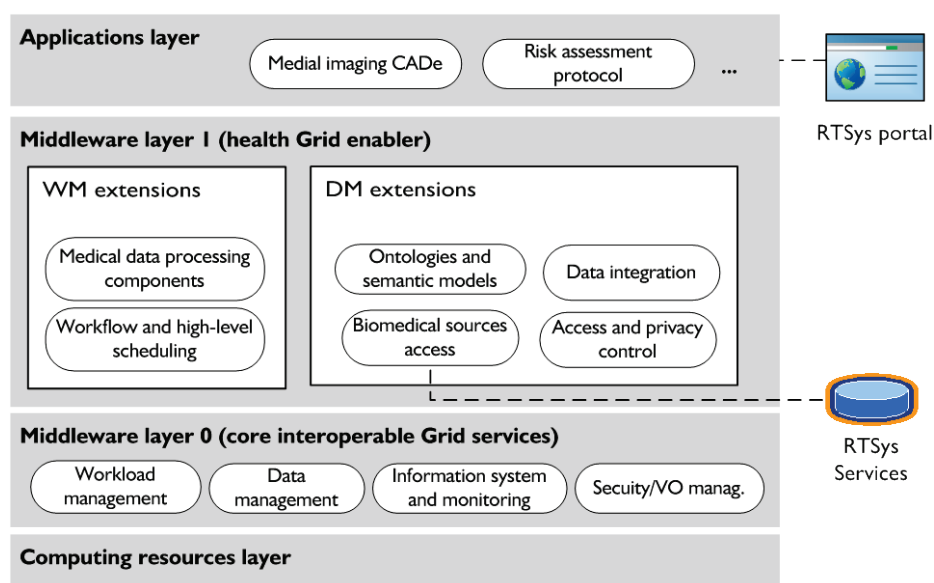 Applications layer
Medial imaging CADe
Risk assessment
protocol
...
RTSys portal
Middleware layer 1 (health Grid enabler)
WM extensions
Medical data processing
components
Workflow and high-level
scheduling
DM extensions
Ontologies and
semantic models
Data integration
Biomedical sources
access
Access and privacy
control
RTSys
Services
Middleware layer 0 (core interoperable Grid services)
Workload
management
Data
management
Information system
and monitoring
Secuity/VO manag.
Computing resources layer